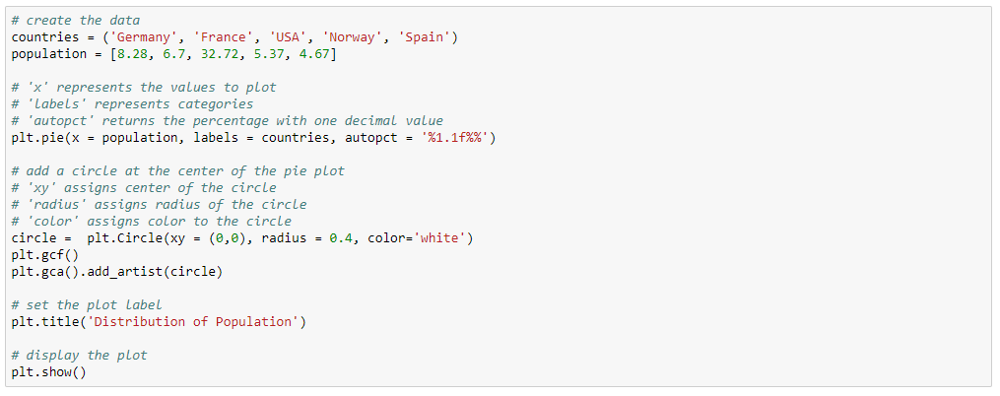 # create the data
countries = ('Germany', 'France', 'USA', 'Norway', 'Spain')
population = [8.28, 6.7, 32.72, 5.37, 4.67]
# 'x' represents the values to plot
# 'labels' represents categories
# 'autopct' returns the percentage with one decimal value
plt.pie(x = population, labels = countries, autopct = '%1.1f%%')
# add a circle at the center of the pie plot
# 'xy' assigns center of the circle
# 'radius' assigns radius of the circle
# 'color' assigns color to the circle
circle =  plt.Circle(xy = (0,0), radius = 0.4, color='white')
plt.gcf()
plt.gca().add_artist(circle)
# set the plot label
plt.title('Distribution of Population')
# display the plot
plt.show()